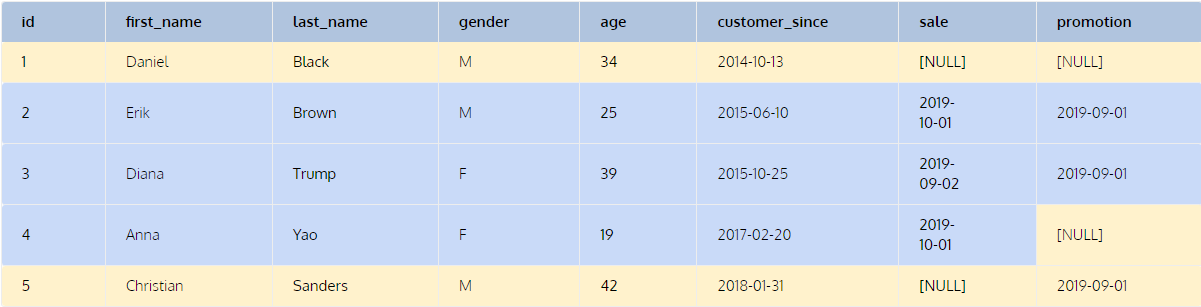 id first_name last_name gender age customer_since sale promotion
1 Daniel Black M 34 2014-10-13 [NULL] [NULL]
2 Erik Brown M 25 2015-06-10 2019-
10-01 2019-09-01
3 Diana Trump F 39 2015-10-25 2019-
09-02 2019-09-01
4 Anna Yao F 19 2017-02-20 2019-
10-01 [NULL]
5 Christian Sanders M 42 2018-01-31 [NULL] 2019-09-01